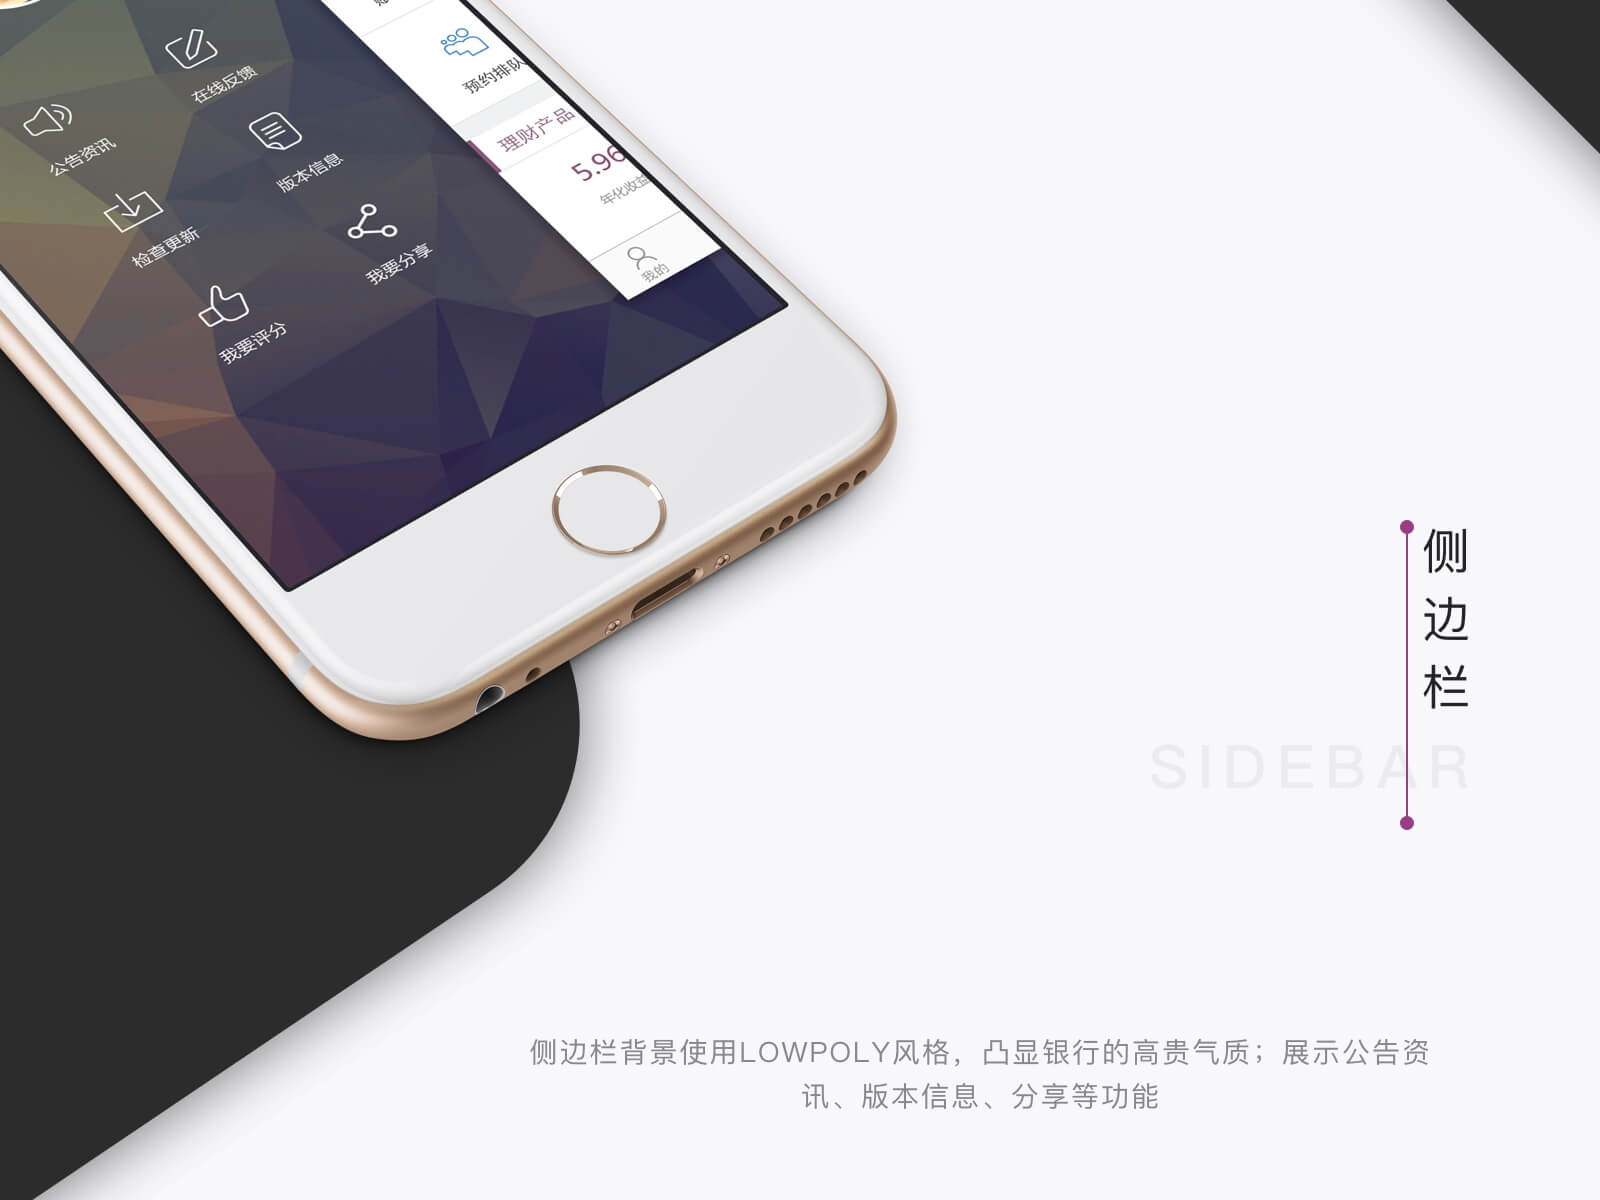 在线反馈
公告资讯
版本信息
检查更新
我要分享
我要评分
预约排队
理财产品
5.96
年化收益
我的
侧
边
栏
SIDEBAR
侧边栏背景使用LOWPOLY风格，凸显银行的高贵气质；展示公告资
讯、版本信息、分享等功能